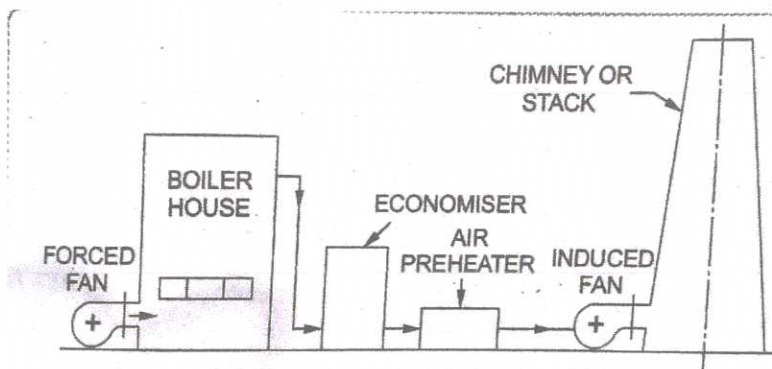 CHIMNEY OR
STACK
BOILER
HOUSE
ECONOMISER
AIR
PREHEATER
INDUCED
FAN
FORCED
FAN